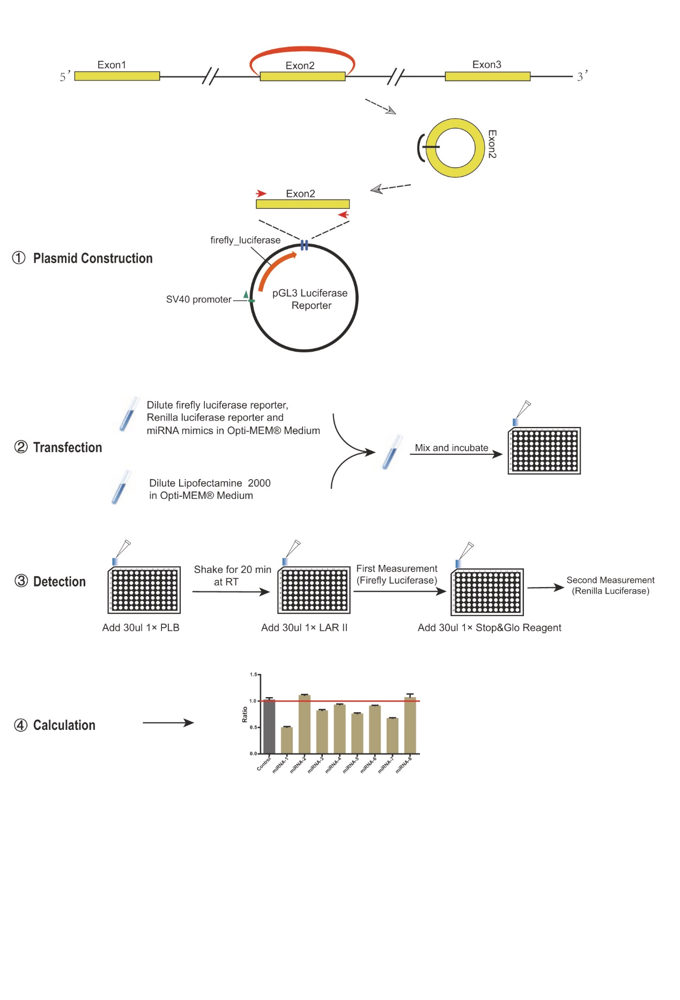 Exon1
Exon2
Exon3
5’
3’
Exon2
Exon2
firefly_luciferase
① Plasmid Construction
SV40 promoter
pGL3 Luciferase
Reporter
Dilute firefly luciferase reporter,
Renilla luciferase reporter and
miRNA mimics in Opti-MEM® Medium
② Transfection
Mix and incubate
Dilute Lipofectamine 2000
in Opti-MEM® Medium
③ Detection
Shake for 20 min
at RT
First Measurement
(Firefly Luciferase)
Second Measurement
(Renilla Luciferase)
Add 30ul 1× PLB
Add 30ul 1× LAR II
Add 30ul 1× Stop&Glo Reagent
④ Calculation
Ratio
1.5
1.0
0.5
0.0
Control
miRNA-1
miRNA-2
miRNA-3
miRNA-4
miRNA-5
miRNA-6
miRNA-7
miRNA-8